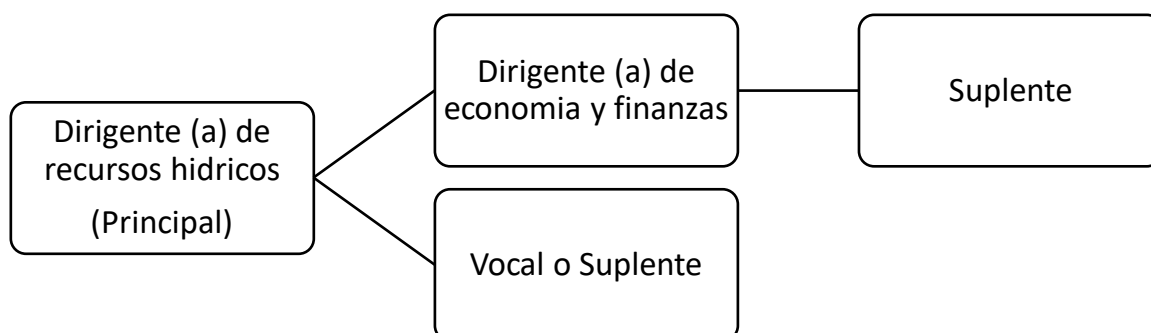 Dirigente (a) de
recursos hidricos
(Principal)
Dirigente (a) de
economia y finanzas
Suplente
Vocal o Suplente